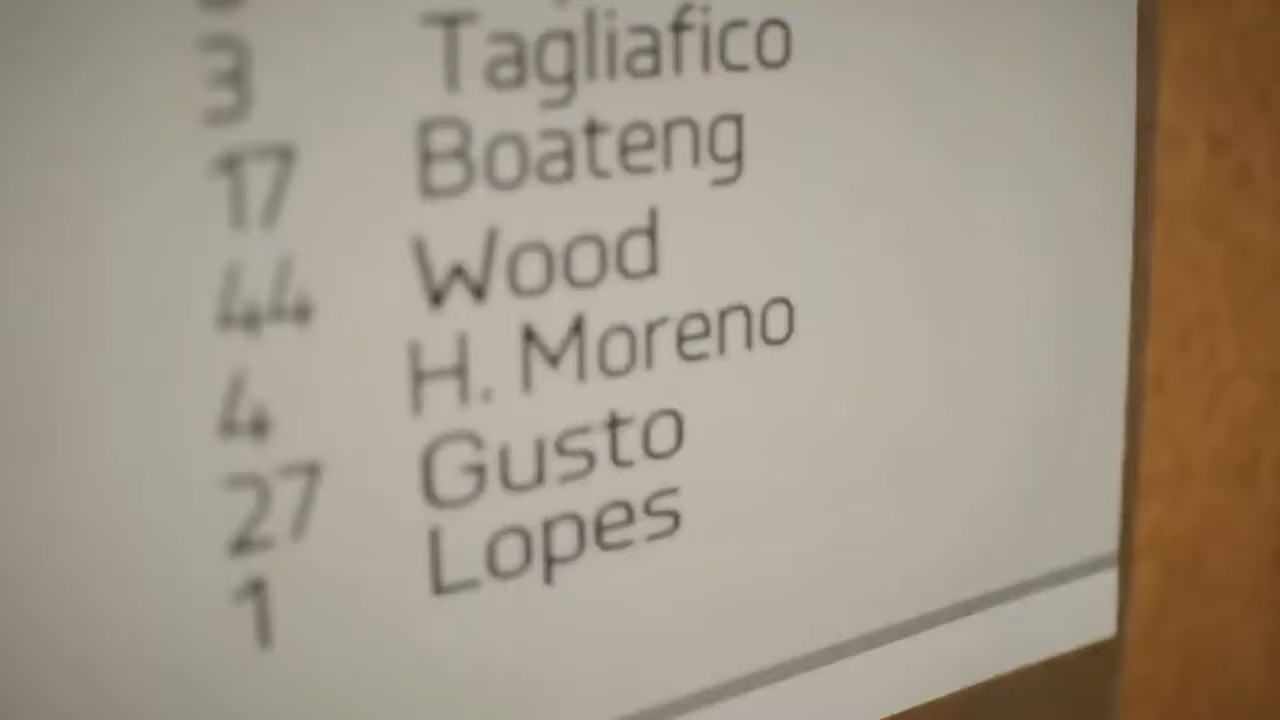 3 Tagliafico
17 Boateng
44 Wood
4 H. Moreno
27 Gusto
1 Lopes